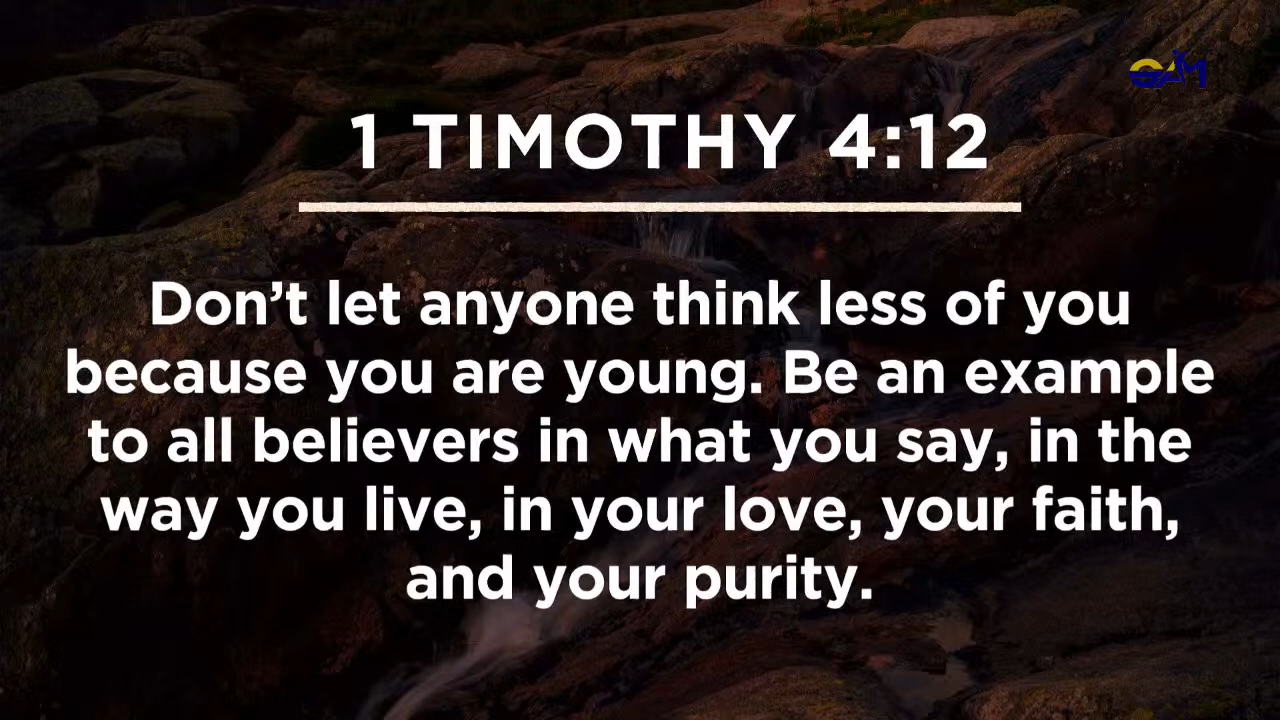 1 TIMOTHY 4:12
Don’t let anyone think less of you
because you are young. Be an example
to all believers in what you say, in the
way you live, in your love, your faith,
and your purity.